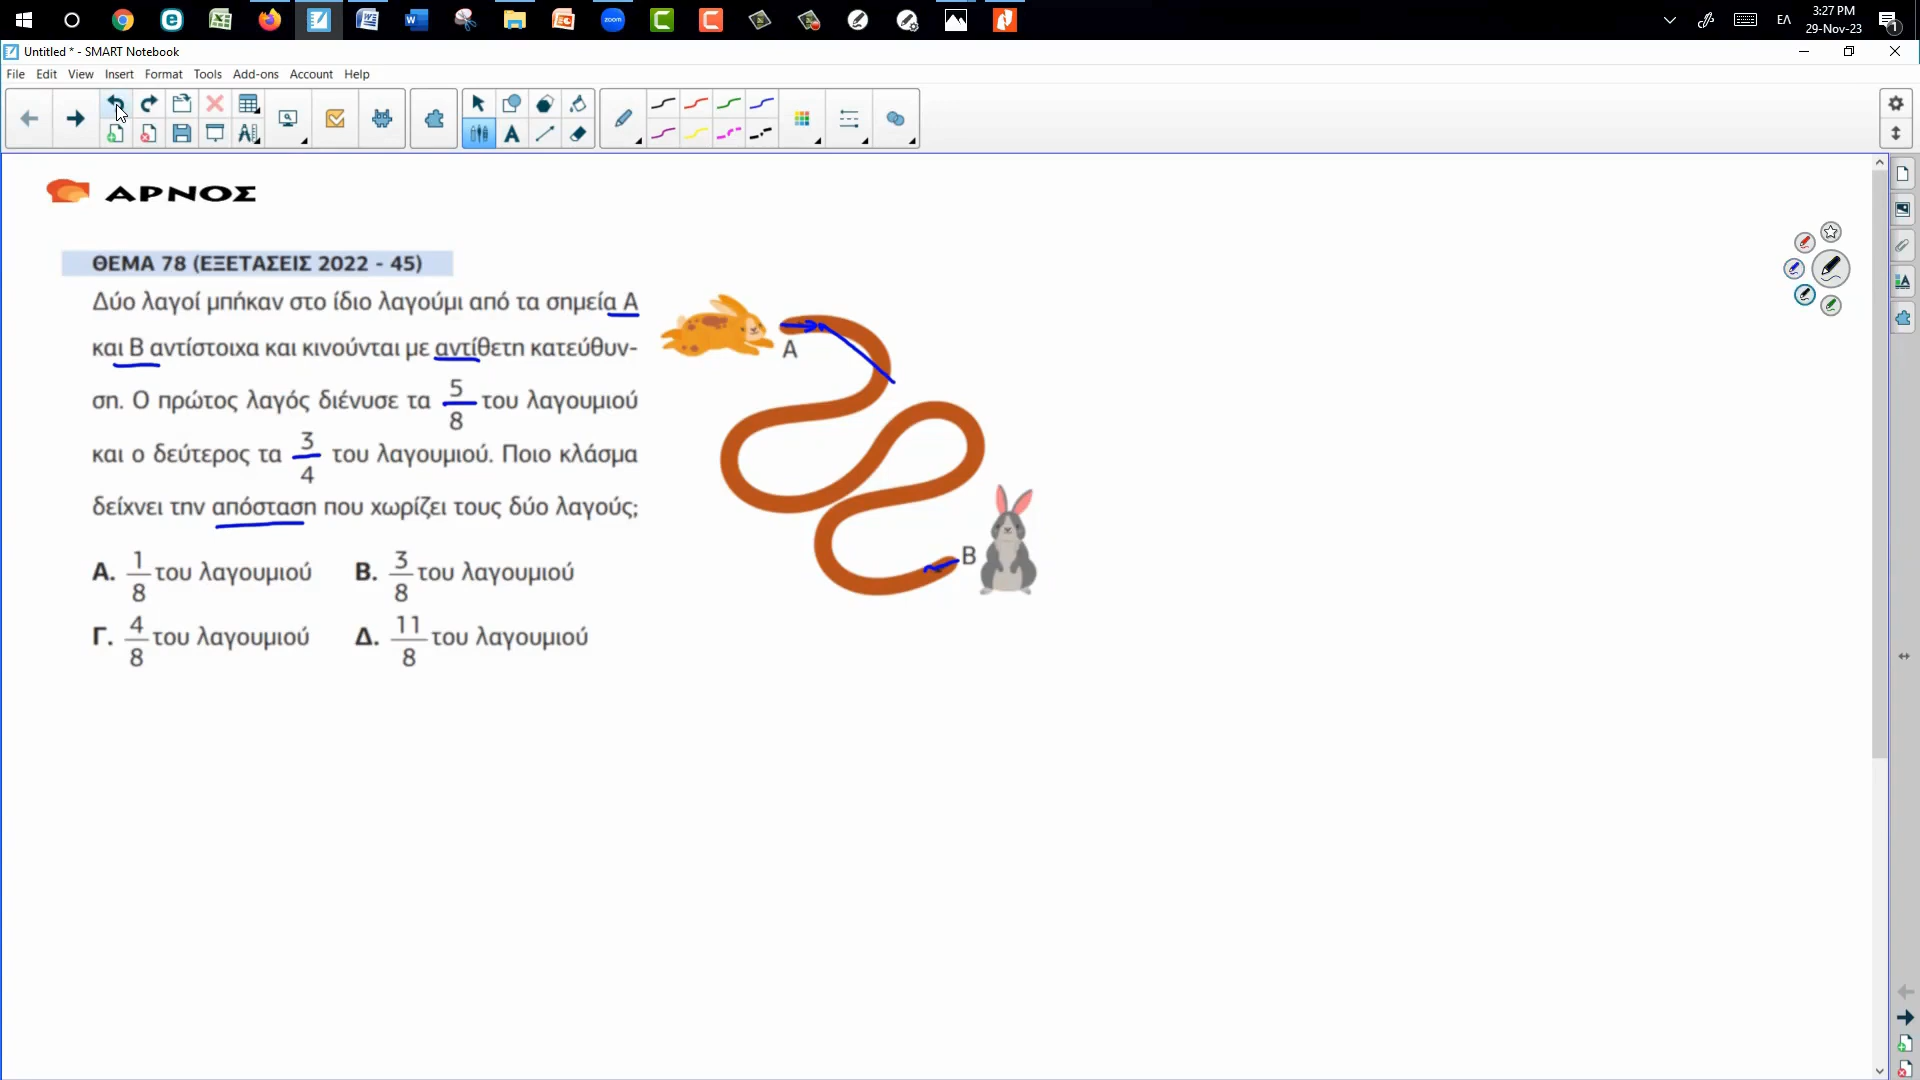 3:27 PM
ΕΛ
29-Nov-23
1
zoom
Untitled * - SMART Notebook
File Edit View Insert Format Tools Add-ons Account Help
ΑΡΝΟΣ
ΘΕΜΑ 78 (ΕΞΕΤΑΣΕΙΣ 2022 - 45)
Δύο λαγοί μπήκαν στο ίδιο λαγούμι από τα σημεία Α
και Β αντίστοιχα και κινούνται με αντίθετη κατεύθυν-
ση. Ο πρώτος λαγός διένυσε τα 5/8 του λαγουμιού
και ο δεύτερος τα 3/4 του λαγουμιού. Ποιο κλάσμα
δείχνει την απόσταση που χωρίζει τους δύο λαγούς;
Α. 1/8 του λαγουμιού Β. 3/8 του λαγουμιού
Γ. 4/8 του λαγουμιού Δ. 11/8 του λαγουμιού
Α
Β